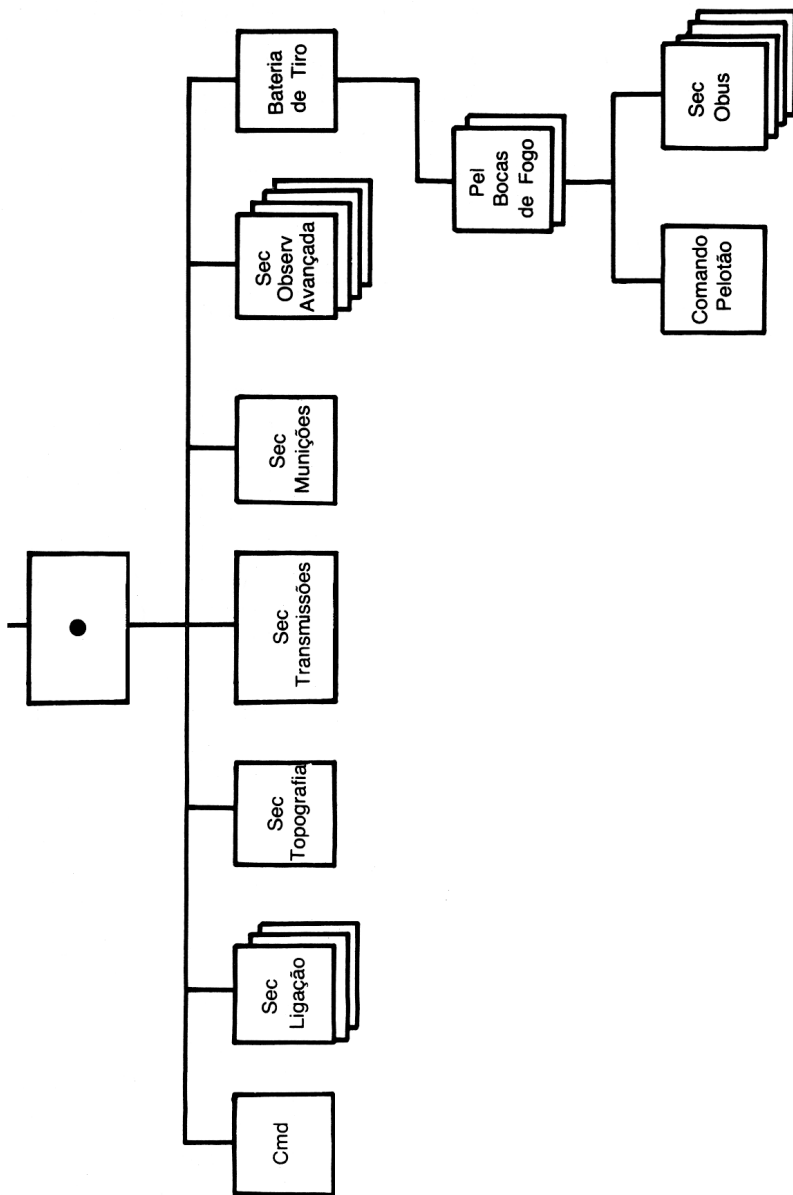 Cmd
Sec
Ligação
Sec
Topografia
Sec
Transmissões
Sec
Munições
Sec
Observ
Avançada
Bateria
de Tiro
Pel
Bocas
de Fogo
Comando
Pelotão
Sec
Obus